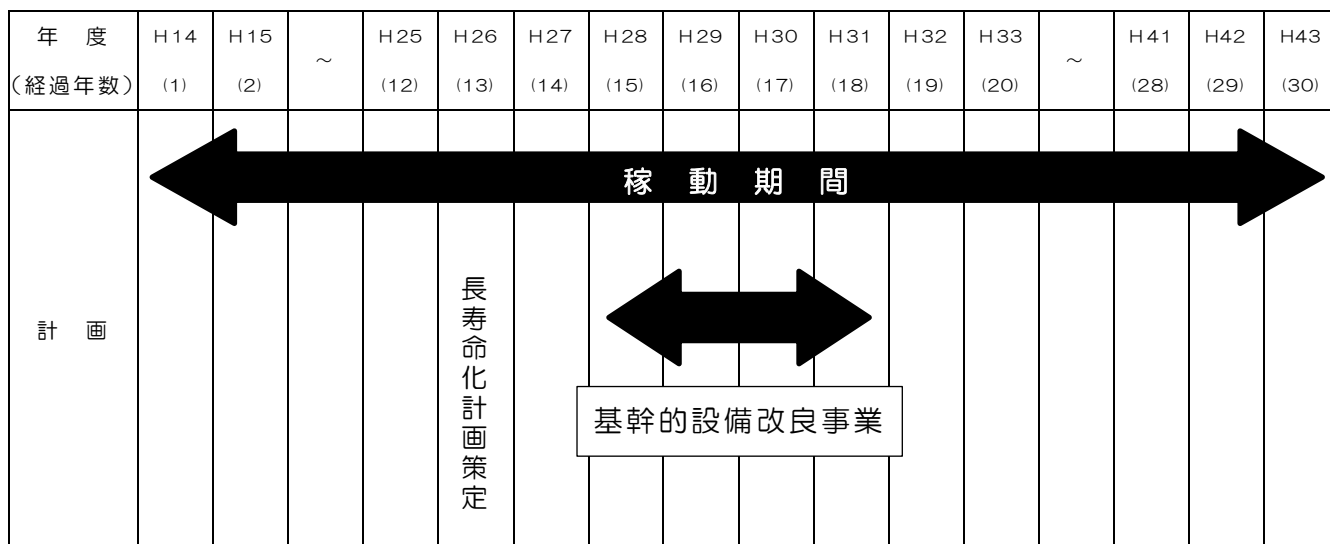 年　度 Ｈ14 Ｈ15 ～ Ｈ25 Ｈ26 Ｈ27 Ｈ28 Ｈ29 Ｈ30 Ｈ31 Ｈ32 Ｈ33 ～ Ｈ41 Ｈ42 Ｈ43
（経過年数） (1) (2) (12) (13) (14) (15) (16) (17) (18) (19) (20) (28) (29) (30)
稼　動　期　間
計　画
長寿命化計画策定
基幹的設備改良事業